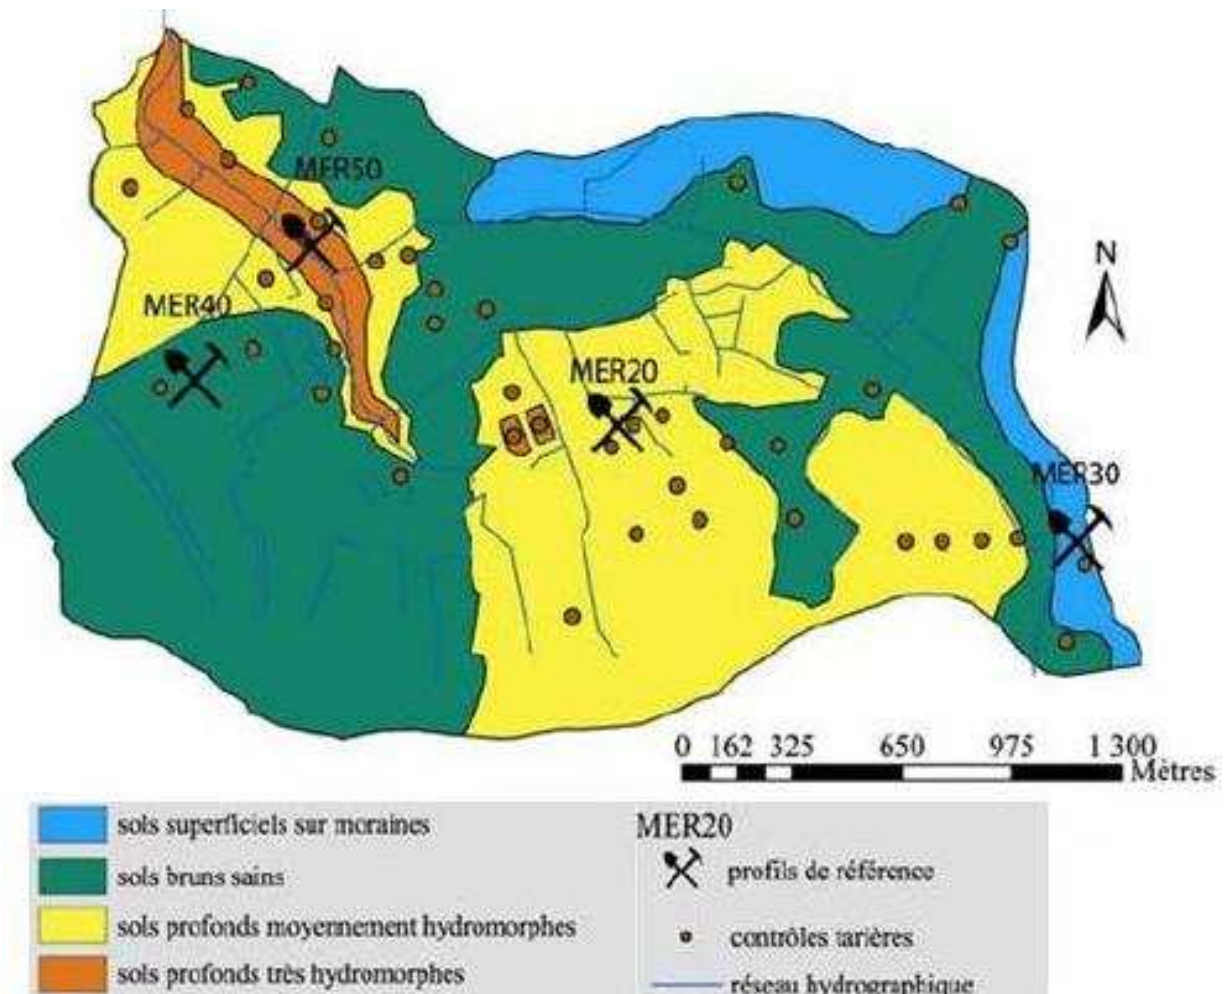 MER50
N
MER40
MER20
MER30
0 162 325 650 975 1 300
Mètres
sols superficiels sur moraines
sols bruns sains
sols profonds moyennement hydromorphes
sols profonds très hydromorphes
MER20
profils de référence
contrôles tarières
réseau hydrographique